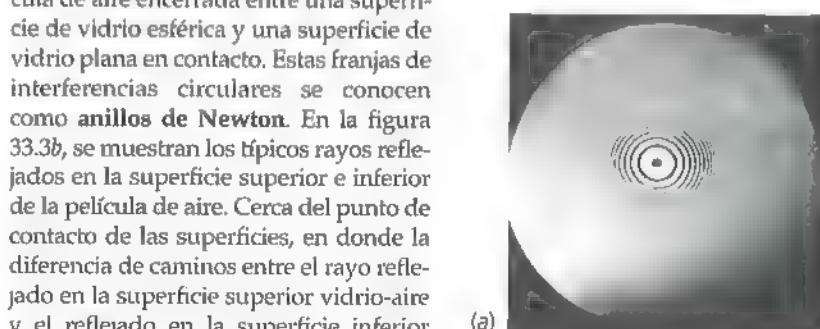 cula de aire encerrada entre una superfi-
cie de vidrio esférica y una superficie de
vidrio plana en contacto. Estas franjas de
interferencias circulares se conocen
como anillos de Newton. En la figura
33.3b, se muestran los típicos rayos refle-
jados en la superficie superior e inferior
de la película de aire. Cerca del punto de
contacto de las superficies, en donde la
diferencia de caminos entre el rayo refle-
jado en la superficie superior vidrio-aire
y el reflejado en la superficie inferior
(a)